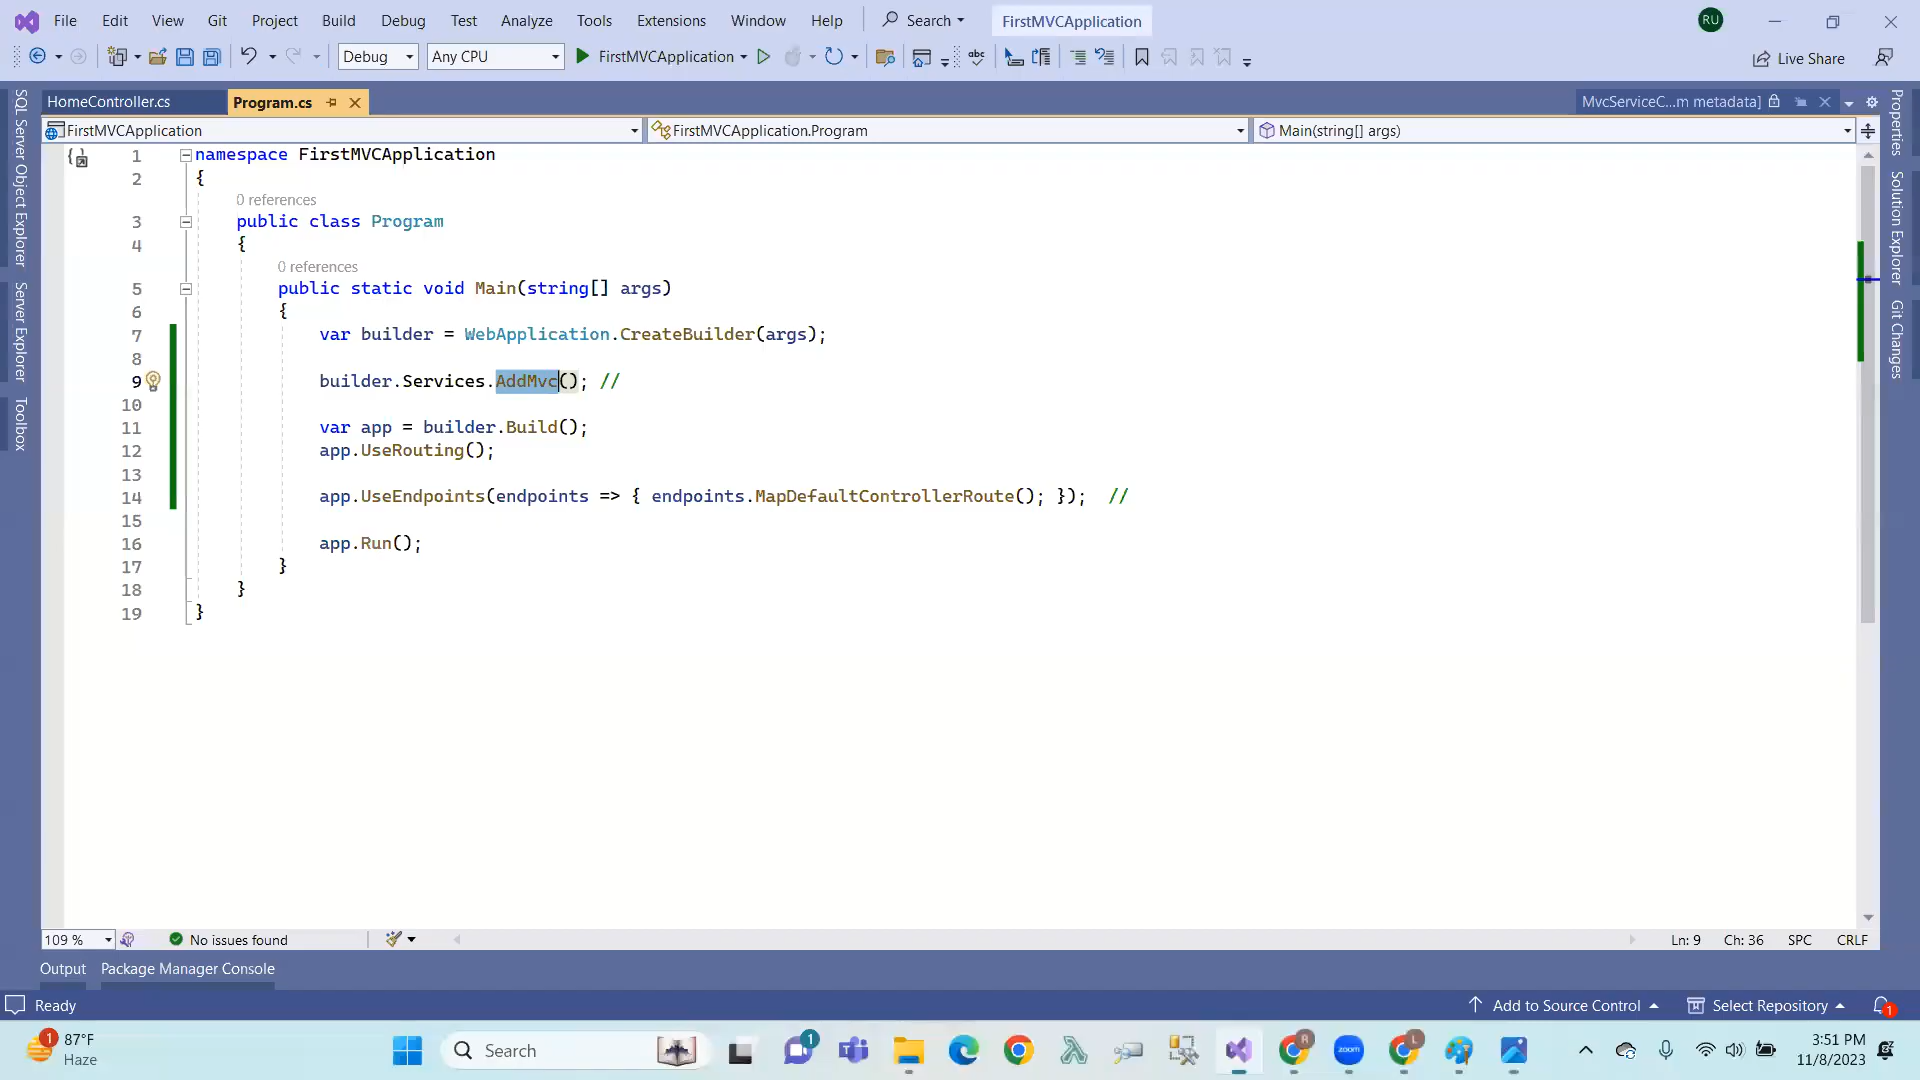 File Edit View Git Project Build Debug Test Analyze Tools Extensions Window Help Search FirstMVCApplication RU
Debug Any CPU FirstMVCApplication abc Live Share
HomeController.cs Program.cs MvcServiceC...m metadata]
FirstMVCApplication FirstMVCApplication.Program Main(string[] args)
SQL Server Object Explorer
Server Explorer
Toolbox
1 namespace FirstMVCApplication
2 {
0 references
3 public class Program
4 {
0 references
5 public static void Main(string[] args)
6 {
7 var builder = WebApplication.CreateBuilder(args);
8
9 builder.Services.AddMvc(); //
10
11 var app = builder.Build();
12 app.UseRouting();
13
14 app.UseEndpoints(endpoints => { endpoints.MapDefaultControllerRoute(); }); //
15
16 app.Run();
17 }
18 }
19 }
Properties
Solution Explorer
Git Changes
109 % No issues found Ln: 9 Ch: 36 SPC CRLF
Output Package Manager Console
Ready Add to Source Control Select Repository 1
1 87°F
Haze
Search
1
zoom
R
L
3:51 PM
11/8/2023